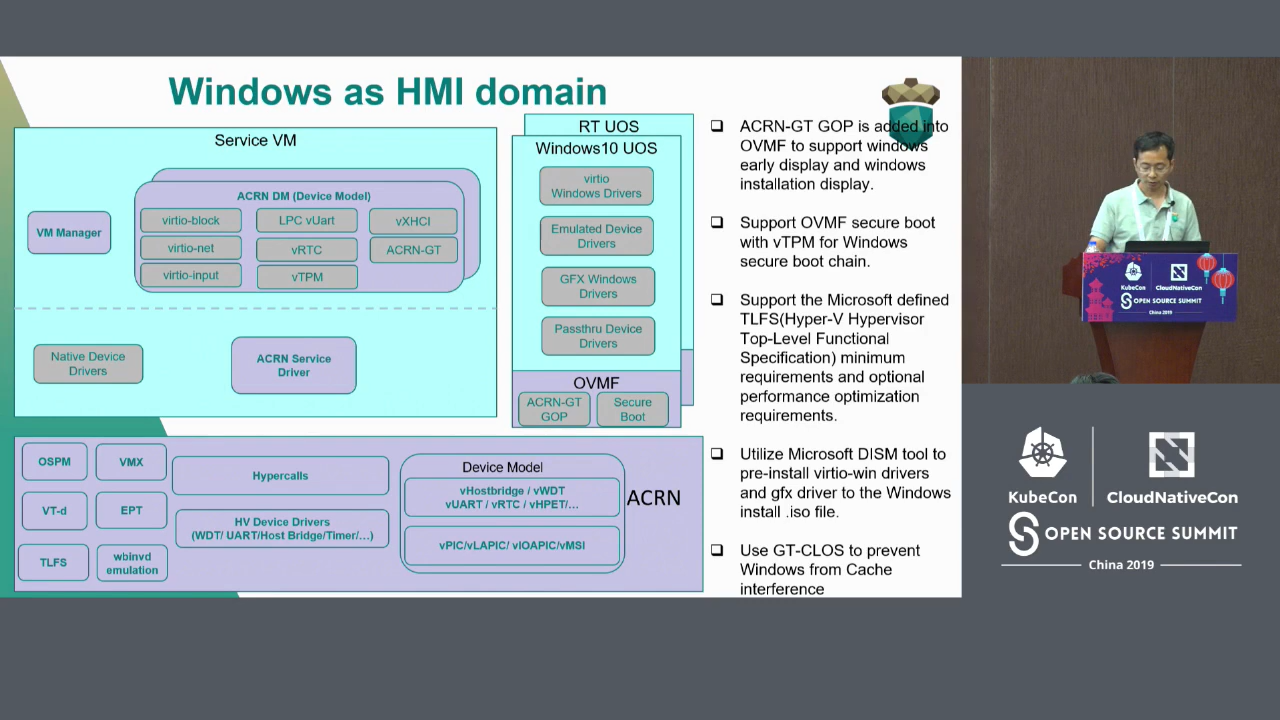 Windows as HMI domain
Service VM
ACRN DM (Device Model)
virtio-block
LPC vUart
vXHCI
virtio-net
vRTC
ACRN-GT
virtio-input
vTPM
VM Manager
Native Device
Drivers
ACRN Service
Driver
RT UOS
Windows10 UOS
virtio
Windows Drivers
Emulated Device
Drivers
GFX Windows
Drivers
Passthru Device
Drivers
OVMF
ACRN-GT
GOP
Secure
Boot
OSPM
VMX
VT-d
EPT
TLFS
wbinvd
emulation
Hypercalls
HV Device Drivers
(WDT/ UART/Host Bridge/Timer/...)
Device Model
vHostbridge / vWDT
vUART / vRTC / vHPET/...
vPIC/vLAPIC/ vIOAPIC/vMSI
ACRN
ACRN-GT GOP is added into
OVMF to support windows
early display and windows
installation display.
Support OVMF secure boot
with vTPM for Windows
secure boot chain.
Support the Microsoft defined
TLFS(Hyper-V Hypervisor
Top-Level Functional
Specification) minimum
requirements and optional
performance optimization
requirements.
Utilize Microsoft DISM tool to
pre-install virtio-win drivers
and gfx driver to the Windows
install .iso file.
Use GT-CLOS to prevent
Windows from Cache
interference
KubeCon
CloudNativeCon
OPEN SOURCE SUMMIT
China 2019
KubeCon
CloudNativeCon
OPEN SOURCE SUMMIT
China 2019